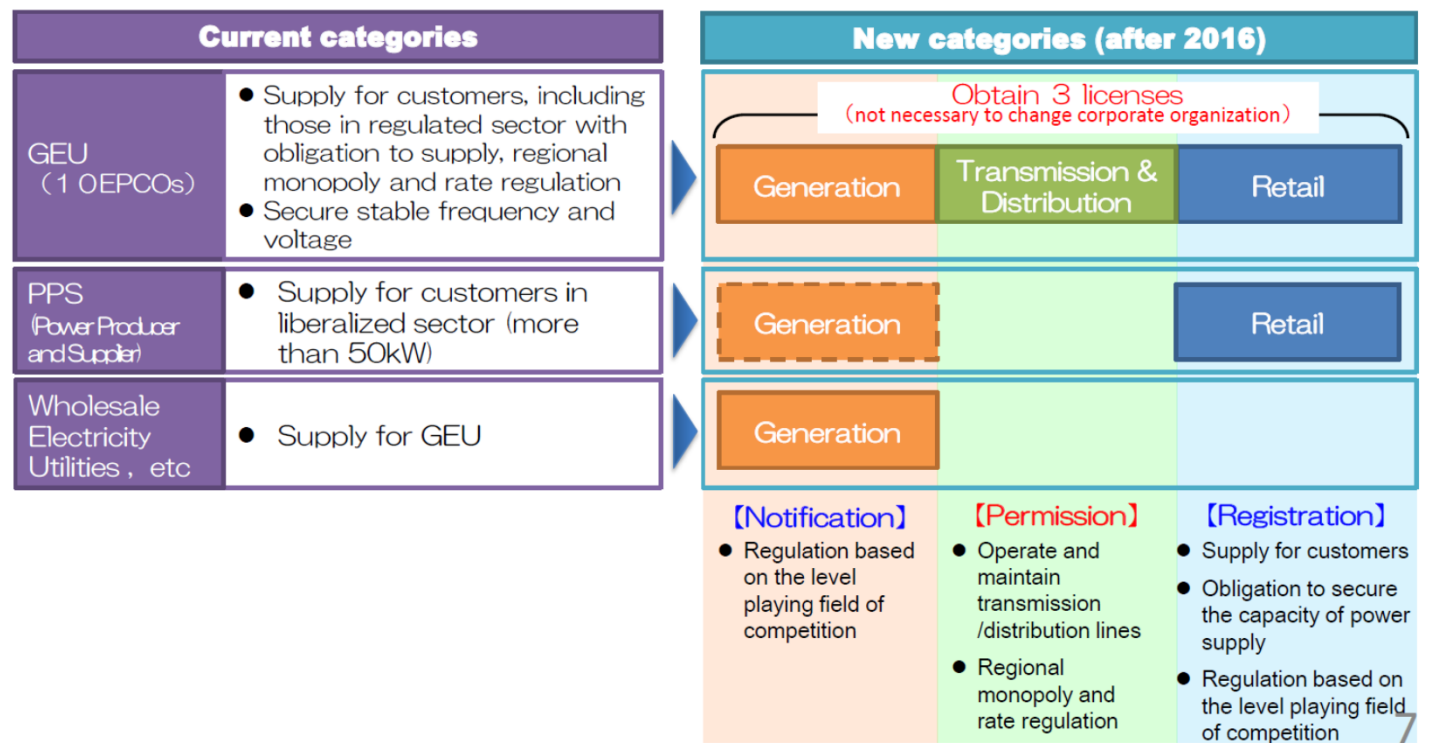 Current categories
New categories (after 2016)
GEU
（１０EPCOs）
● Supply for customers, including
those in regulated sector with
obligation to supply, regional
monopoly and rate regulation
● Secure stable frequency and
voltage
Obtain 3 licenses
（not necessary to change corporate organization）
Generation
Transmission &
Distribution
Retail
PPS
(Power Producer
and Supplier)
● Supply for customers in
liberalized sector (more
than 50kW)
Generation
Retail
Wholesale
Electricity
Utilities , etc
● Supply for GEU
Generation
【Notification】
● Regulation based
on the level
playing field of
competition
【Permission】
● Operate and
maintain
transmission
/distribution lines
● Regional
monopoly and
rate regulation
【Registration】
● Supply for customers
● Obligation to secure
the capacity of power
supply
● Regulation based on
the level playing field
of competition
7